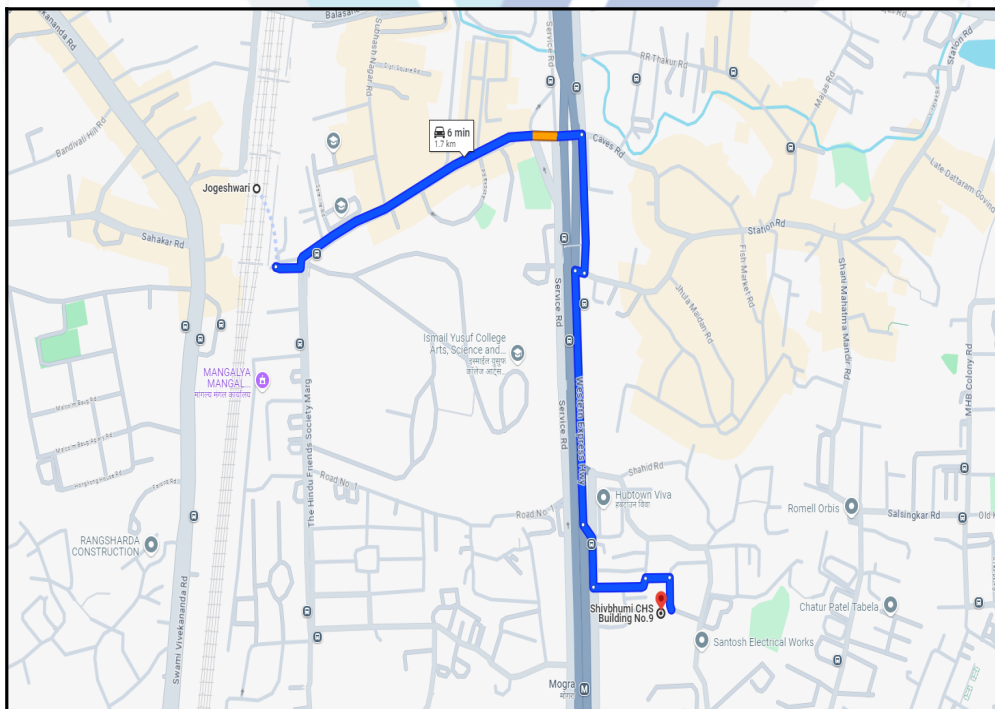 Balasah
Service Rd
Station Rd
Subhash Nagar Rd
RR Thakur Rd
Majas Rd
Bandivali Hill Rd
6 min
1.7 km
Caves Rd
Late Dattaram Govind
Jogeshwari
Sahakar Rd
Station Rd
Fish Market Rd
Shani Mahatma Mandir Rd
Jhula Maidan Rd
Service Rd
Ismail Yusuf College
Arts, Science and...
इस्माईल युसूफ
कॉलेज आर्ट्स...
MANGALYA
MANGAL...
मांगल्य मंगल कार्यालय
MHB Colony Rd
The Hindu Friends Society Marg
Western Express Hwy
Service Rd
Shahid Rd
Road No. 1
Hubtown Viva
हबटाउन विवा
Road No. 1
Romell Orbis
Salsingkar Rd
RANGSHARDA
CONSTRUCTION
Swami Vivekananda Rd
Shivbhumi CHS
Building No.9
Chatur Patel Tabela
Santosh Electrical Works
Mogra
मोगरा
M